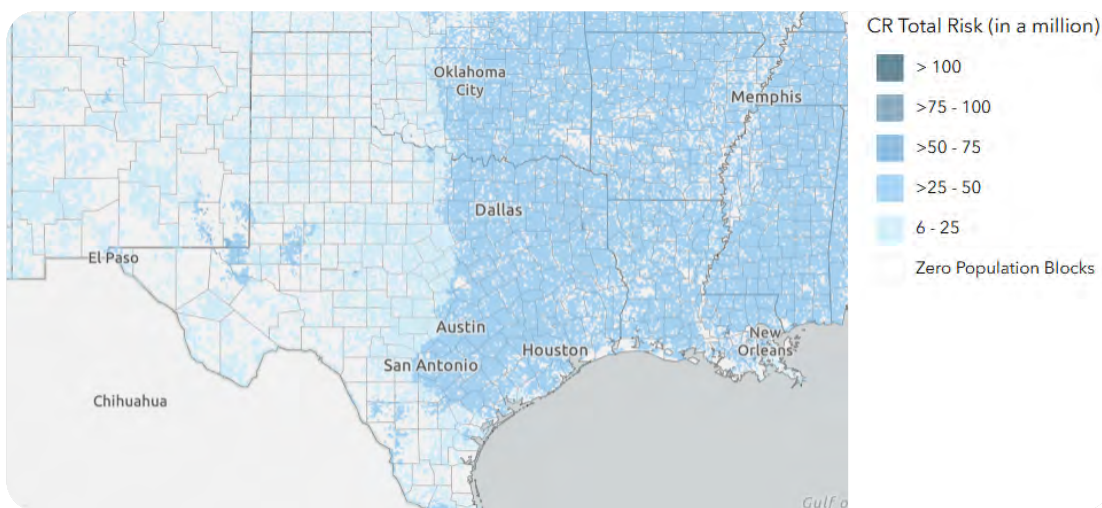 CR Total Risk (in a million)
> 100
>75 - 100
>50 - 75
>25 - 50
6 - 25
Zero Population Blocks
Oklahoma
City
Memphis
Dallas
El Paso
Austin
San Antonio
Houston
New
Orleans
Chihuahua
Gulf o